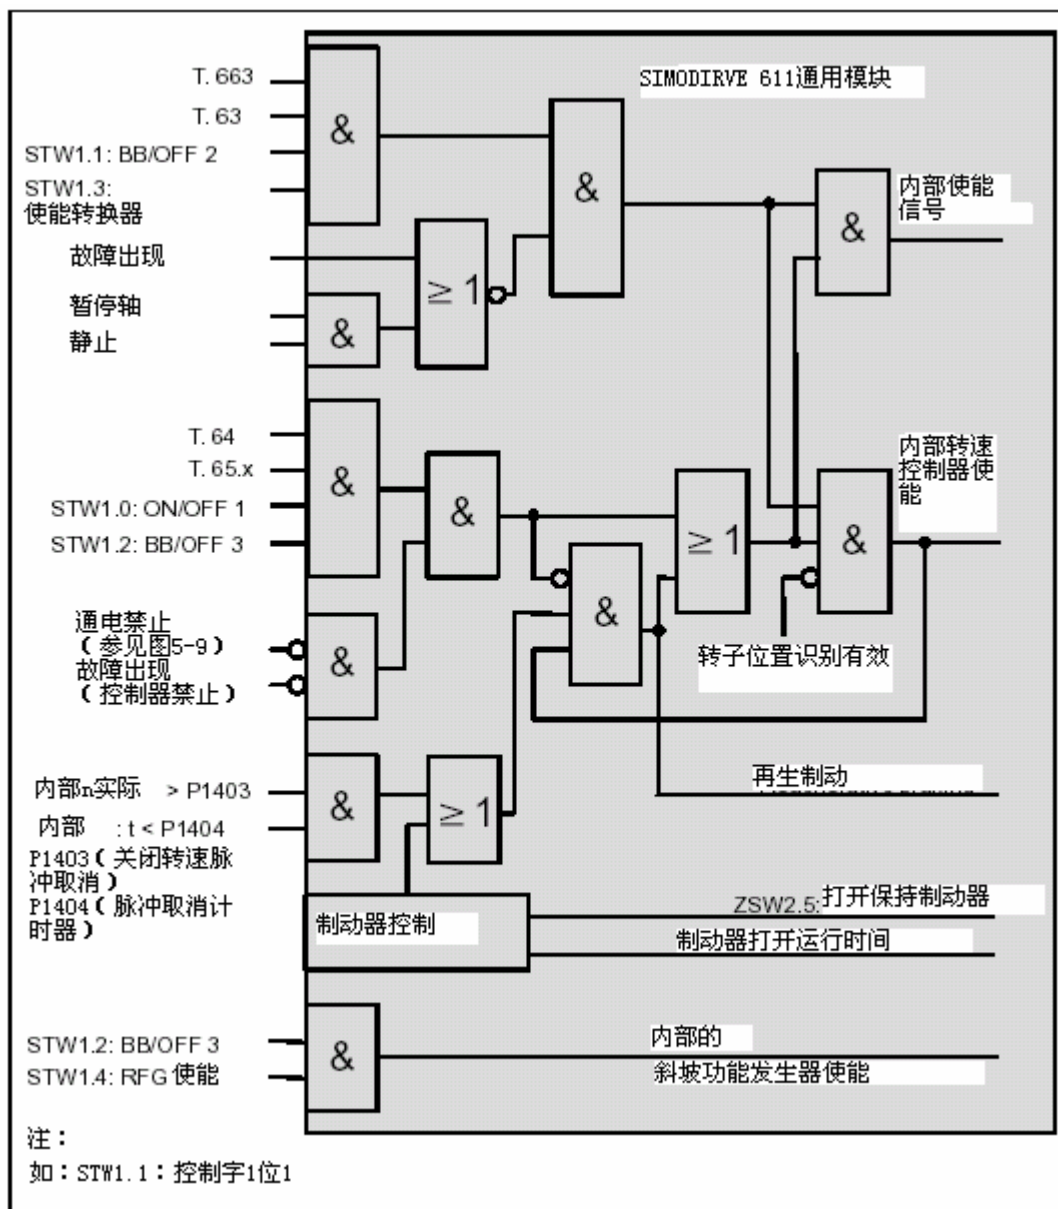 SIMODIRVE 611通用模块
T. 663
T. 63
STW1.1: BB/OFF 2
STW1.3:
使能转换器
故障出现
暂停轴
静止
&
&
&
≥ 1
&
内部使能
信号
T. 64
T. 65.x
STW1.0: ON/OFF 1
STW1.2: BB/OFF 3
通电禁止
(参见图5-9)
故障出现
(控制器禁止)
&
&
&
&
≥ 1
&
内部转速
控制器使
能
转子位置识别有效
内部n实际 > P1403
内部 : t < P1404
P1403(关闭转速脉
冲取消)
P1404(脉冲取消计
时器)
&
≥ 1
再生制动
制动器控制
ZSW2.5:打开保持制动器
制动器打开运行时间
STW1.2: BB/OFF 3
STW1.4: RFG 使能
&
内部的
斜坡功能发生器使能
注:
如:STW1.1:控制字1位1